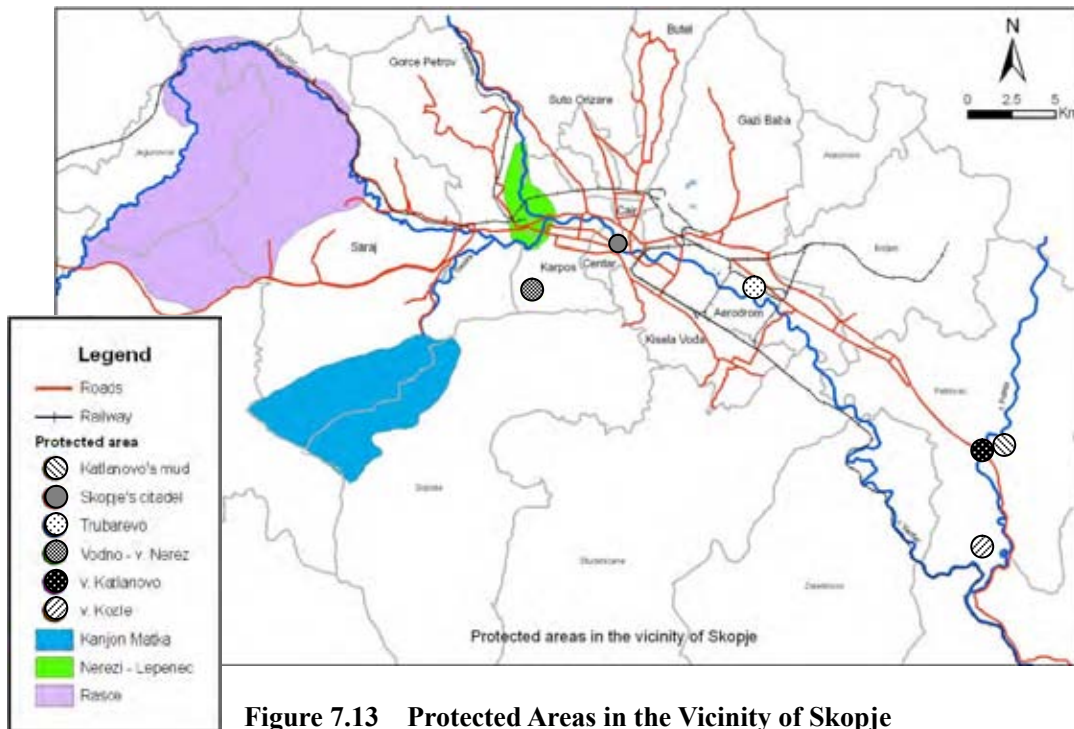 Butel
N
Gorce Petrov
Suto Orizare
Gazi Baba
0 2.5 5
Km
Cair
Saraj
Karpos
Centar
Aerodrom
Kisela Voda
Legend
Roads
Railway
Protected area
Katlanovo's mud
Skopje's citadel
Trubarevo
Vodno - v. Nerez
v. Katlanovo
v. Kozle
Kanjon Matka
Nerezi - Lepenec
Rasce
Petrovec
Studenicani
Protected areas in the vicinity of Skopje
Figure 7.13 Protected Areas in the Vicinity of Skopje